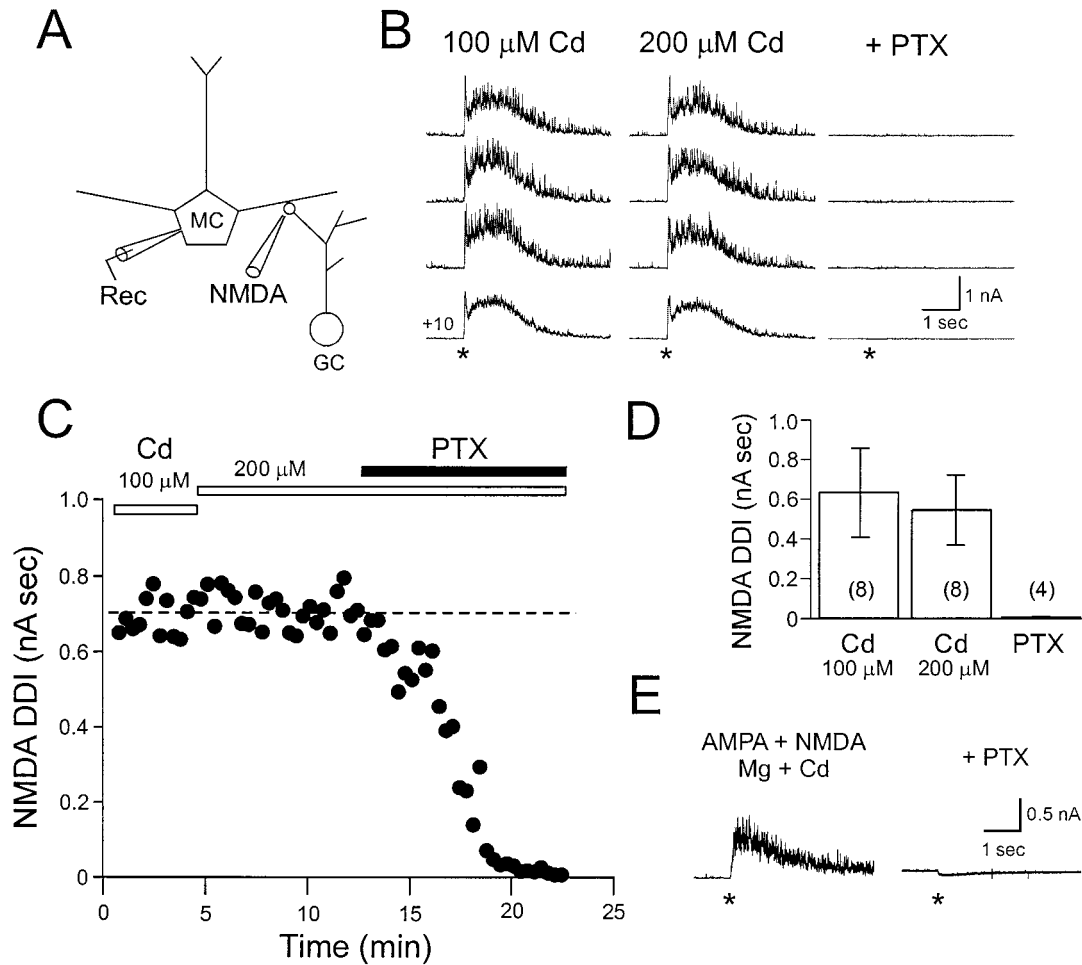 A
MC
Rec
NMDA
GC
B
100 μM Cd
200 μM Cd
+ PTX
+10
1 nA
1 sec
* * *
C
Cd
PTX
100 μM
200 μM
NMDA DDI (nA sec)
1.0
0.8
0.6
0.4
0.2
0
0 5 10 15 20 25
Time (min)
D
NMDA DDI (nA sec)
1.0
0.8
0.6
0.4
0.2
0
(8) (8) (4)
Cd Cd PTX
100 μM 200 μM
E
AMPA + NMDA
Mg + Cd
+ PTX
0.5 nA
1 sec
* *